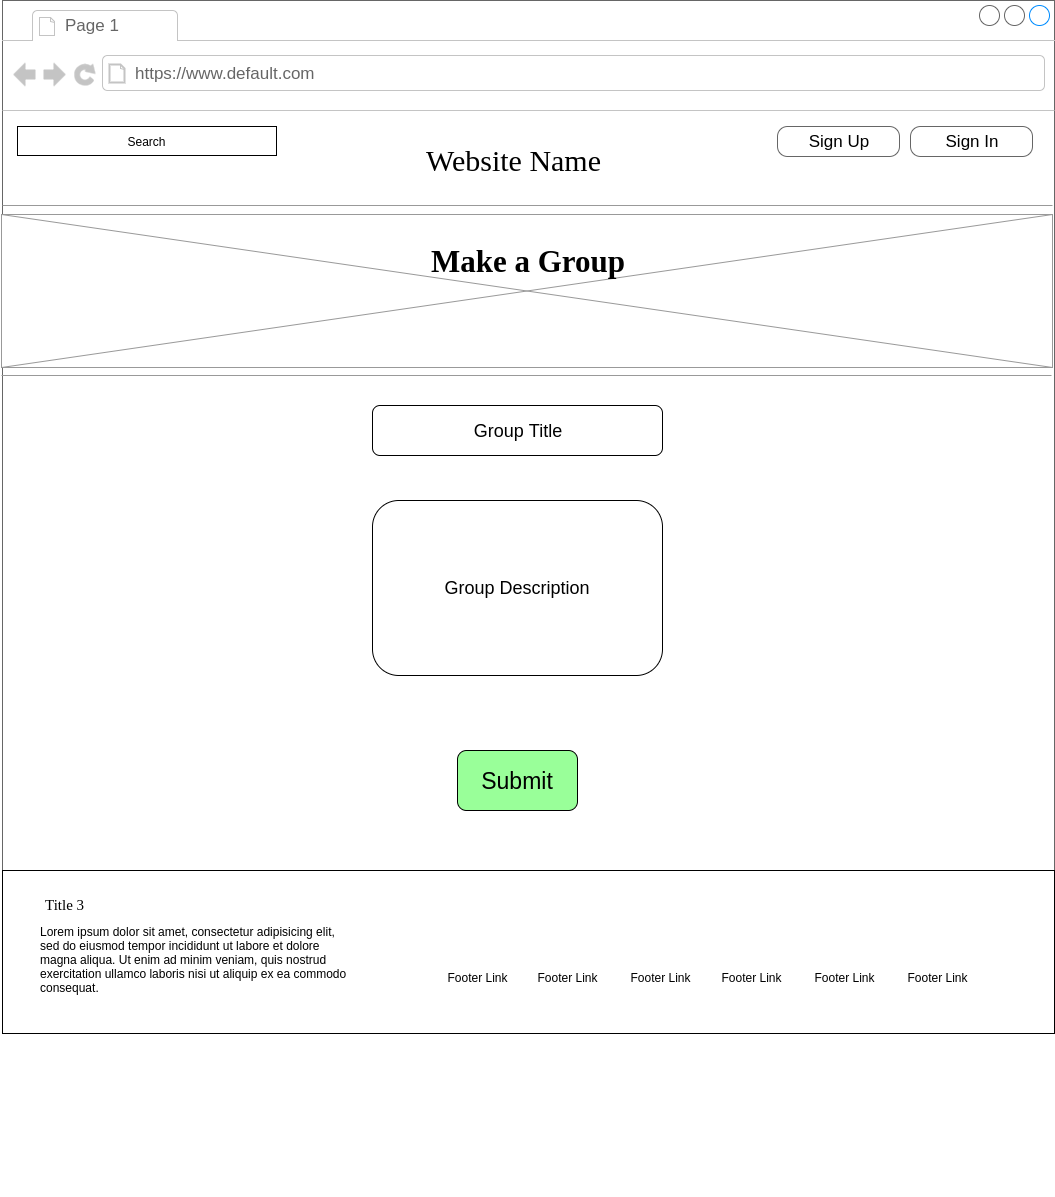 Page 1
https://www.default.com
Search
Website Name
Sign Up
Sign In
Make a Group
Group Title
Group Description
Submit
Title 3
Lorem ipsum dolor sit amet, consectetur adipisicing elit,
sed do eiusmod tempor incididunt ut labore et dolore
magna aliqua. Ut enim ad minim veniam, quis nostrud
exercitation ullamco laboris nisi ut aliquip ex ea commodo
consequat.
Footer Link
Footer Link
Footer Link
Footer Link
Footer Link
Footer Link